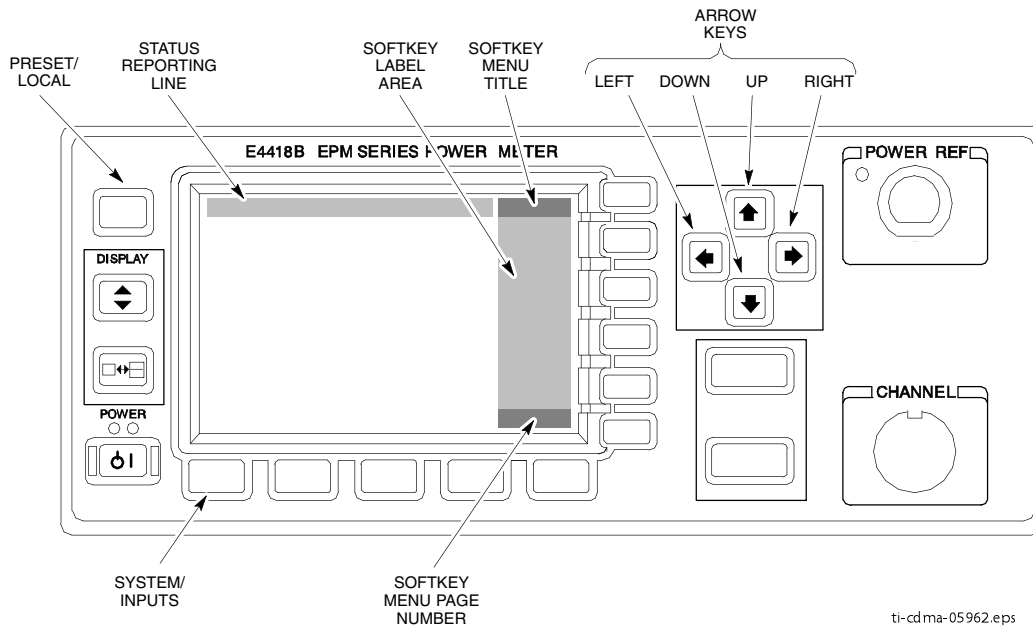 ARROW
KEYS
PRESET/
LOCAL
STATUS
REPORTING
LINE
SOFTKEY
LABEL
AREA
SOFTKEY
MENU
TITLE
LEFT
DOWN
UP
RIGHT
E4418B EPM SERIES POWER METER
POWER REF
DISPLAY
CHANNEL
POWER
SYSTEM/
INPUTS
SOFTKEY
MENU PAGE
NUMBER
ti-cdma-05962.eps